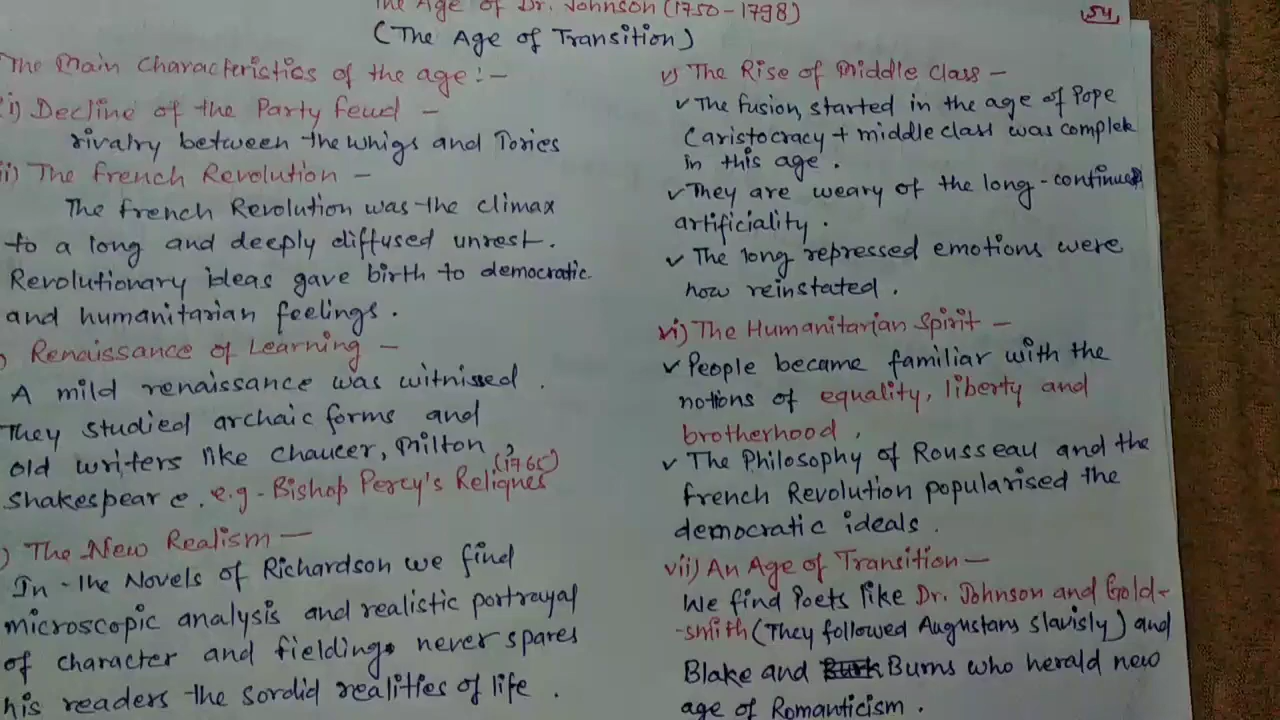 The Age of Dr. Johnson (1750-1798)
54
(The Age of Transition)
The Main Characteristics of the age:-
i) Decline of the Party feud -
rivalry between the Whigs and Tories
ii) The French Revolution -
The french Revolution was the climax
to a long and deeply diffused unrest.
Revolutionary ideas gave birth to democratic
and humanitarian feelings.
) Renaissance of Learning -
A mild renaissance was witnissed.
They studied archaic forms and
old writers like Chaucer, Milton,
Shakespeare. e.g - Bishop Percy's Reliques (1765)
) The New Realism -
In the Novels of Richardson we find
microscopic analysis and realistic portrayal
of character and fielding never spares
his readers the sordid realities of life.
v) The Rise of Middle Class -
✓ The fusion, started in the age of Pope
(aristocracy + middle class was complete
in this age.
✓ They are weary of the long-continued
artificiality.
✓ The long repressed emotions were
now reinstated.
vi) The Humanitarian Spirit -
✓ People became familiar with the
notions of equality, liberty and
brotherhood,
✓ The Philosophy of Rousseau and the
french Revolution popularised the
democratic ideals.
vii) An Age of Transition -
We find Poets like Dr. Johnson and Gold-
-smith (They followed Augustans slavisly) and
Blake and Burns who herald new
age of Romanticism.